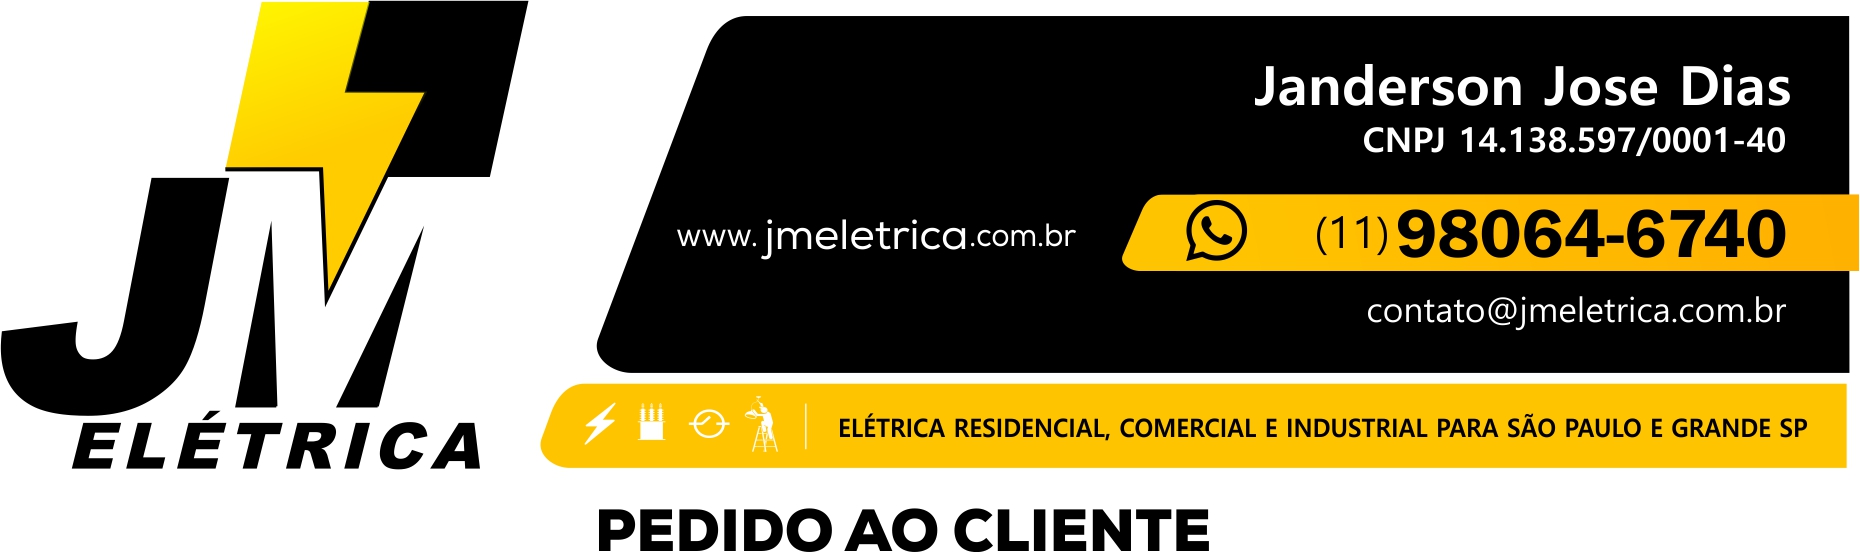 JM
ELÉTRICA
Janderson Jose Dias
CNPJ 14.138.597/0001-40
www.jmeletrica.com.br
(11) 98064-6740
contato@jmeletrica.com.br
ELÉTRICA RESIDENCIAL, COMERCIAL E INDUSTRIAL PARA SÃO PAULO E GRANDE SP
PEDIDO AO CLIENTE